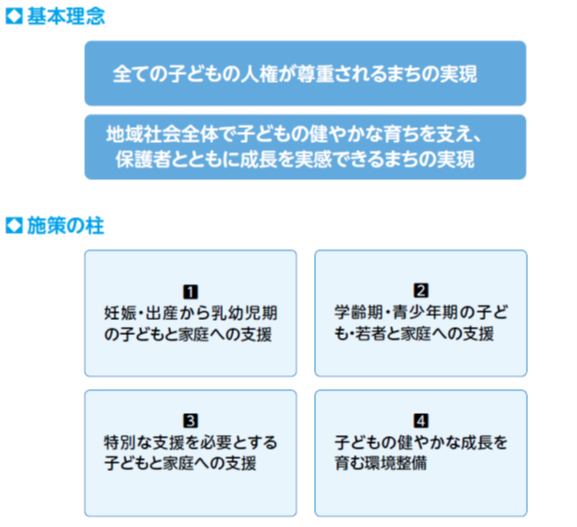 基本理念
全ての子どもの人権が尊重されるまちの実現
地域社会全体で子どもの健やかな育ちを支え、
保護者とともに成長を実感できるまちの実現
施策の柱
1
妊娠・出産から乳幼児期
の子どもと家庭への支援
2
学齢期・青少年期の子ど
も・若者と家庭への支援
3
特別な支援を必要とする
子どもと家庭への支援
4
子どもの健やかな成長を
育む環境整備